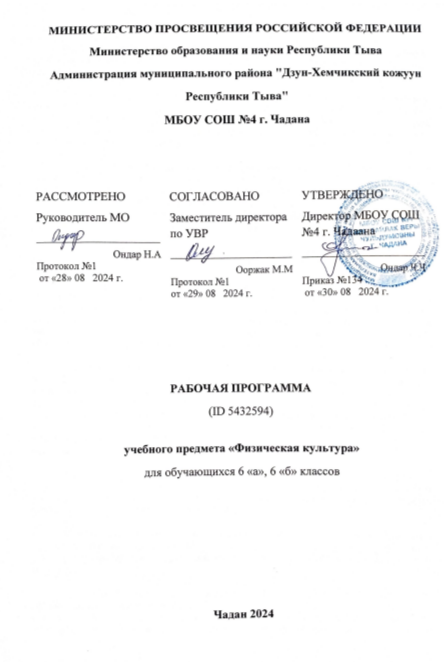 МИНИСТЕРСТВО ПРОСВЕЩЕНИЯ РОССИЙСКОЙ ФЕДЕРАЦИИ
Министерство образования и науки Республики Тыва
Администрация муниципального района "Дзун-Хемчикский кожуун
Республики Тыва"
МБОУ СОШ №4 г. Чадана
РАССМОТРЕНО
Руководитель МО
Ондар Н.А
Протокол №1
от «28» 08 2024 г.
СОГЛАСОВАНО
Заместитель директора
по УВР
Ооржак М.М
Протокол №1
от «29» 08 2024 г.
УТВЕРЖДЕНО
Директор МБОУ СОШ
№4 г. Чадаана
Ондар
Приказ №134
от «30» 08 2024 г.
ЧАДАНА
РАБОЧАЯ ПРОГРАММА
(ID 5432594)
учебного предмета «Физическая культура»
для обучающихся 6 «а», 6 «б» классов
Чадан 2024